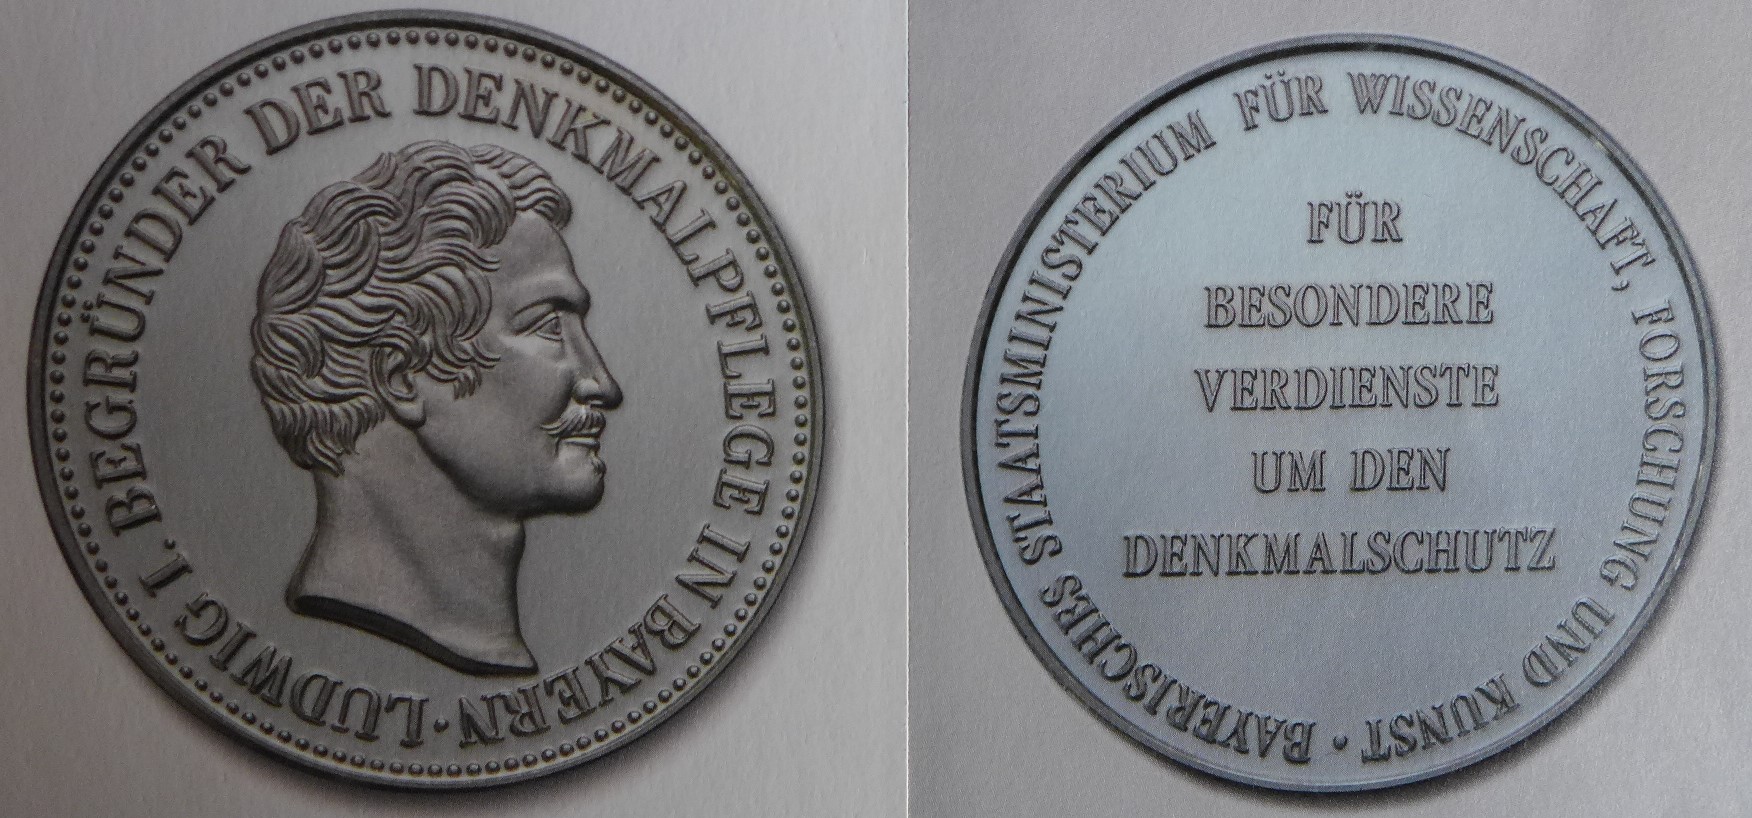 LUDWIG I. BEGRÜNDER DER DENKMALPFLEGE IN BAYERN ·
BAYERISCHES STAATSMINISTERIUM FÜR WISSENSCHAFT, FORSCHUNG UND KUNST ·
FÜR
BESONDERE
VERDIENSTE
UM DEN
DENKMALSCHUTZ